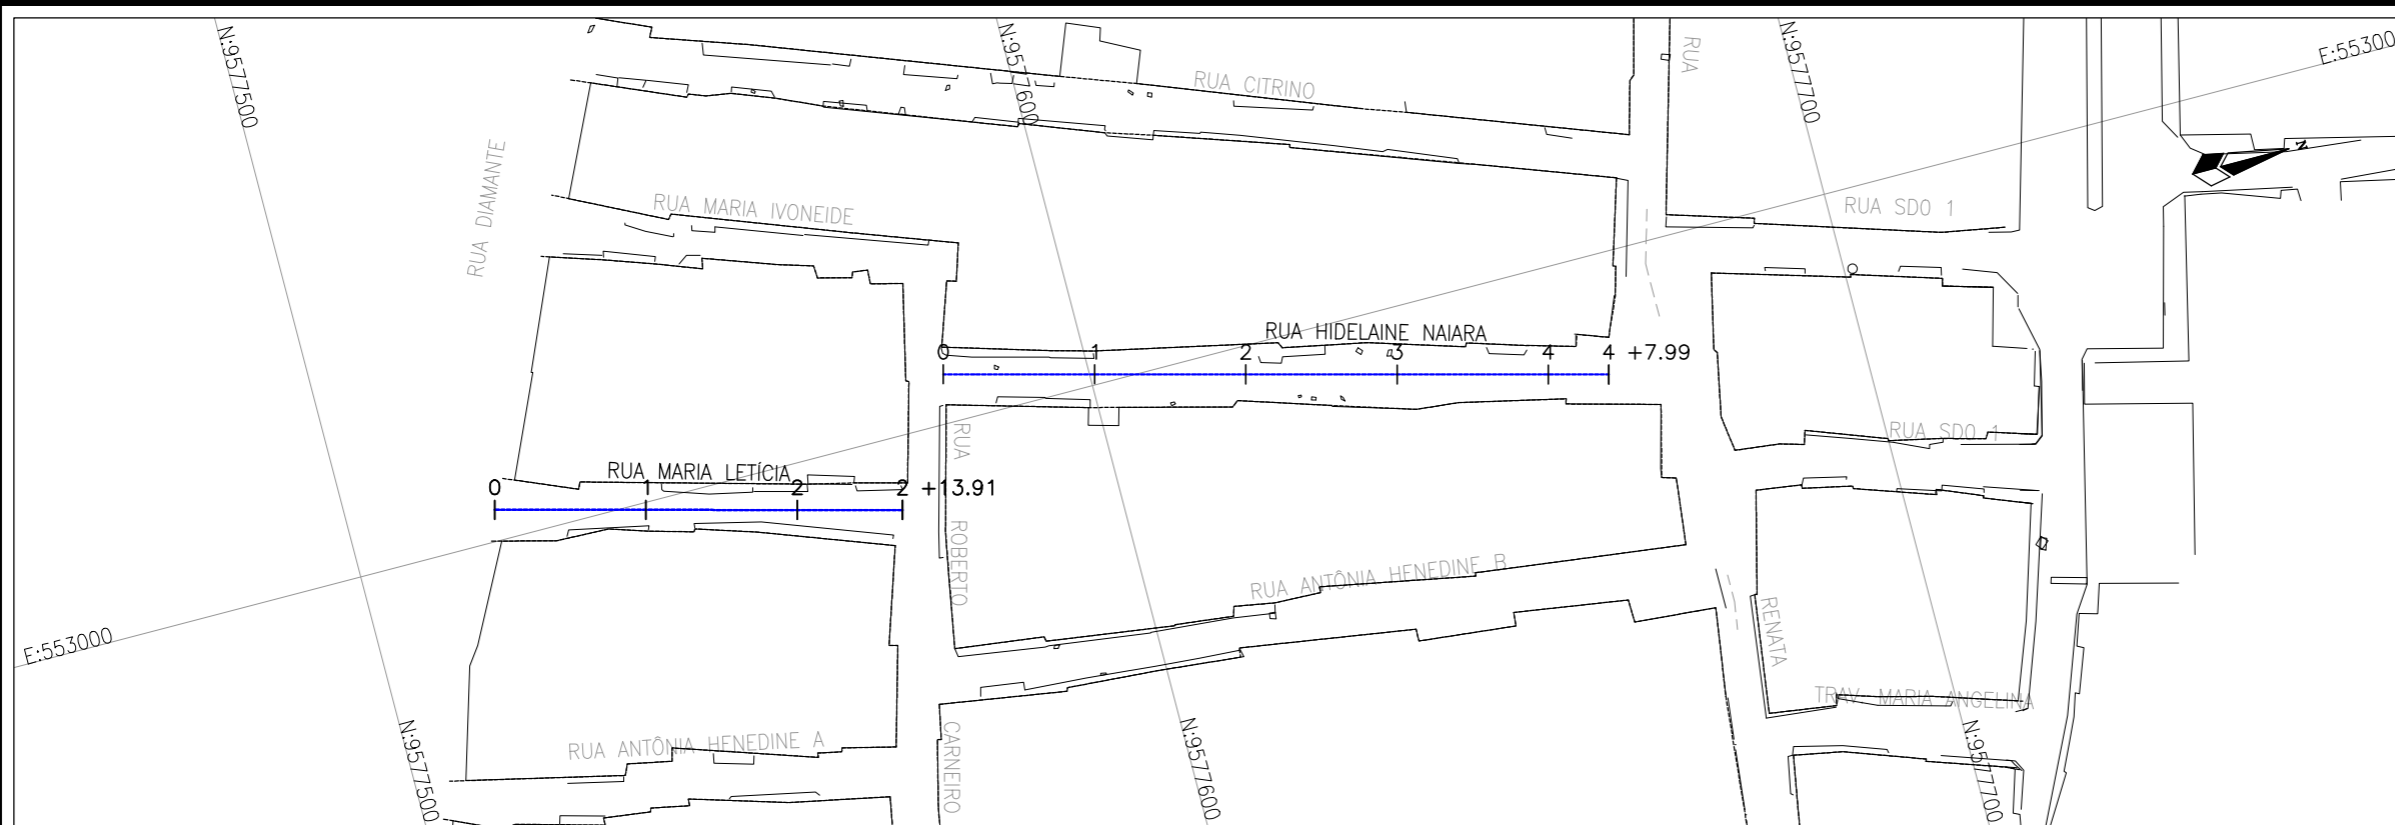 N:9577500
N:9577600
N:9577700
E:55300
RUA
RUA CITRINO
RUA DIAMANTE
RUA MARIA IVONEIDE
RUA SDO 1
N
RUA HIDELAINE NAIARA
0 1 2 3 4 4 +7.99
RUA
RUA SDO 1
RUA MARIA LETÍCIA
0 1 2 2 +13.91
ROBERTO
RUA ANTÔNIA HENEDINE B
RENATA
E:553000
TRAV. MARIA ANGELINA
RUA ANTÔNIA HENEDINE A
CARNEIRO
N:9577500
N:9577600
N:9577700